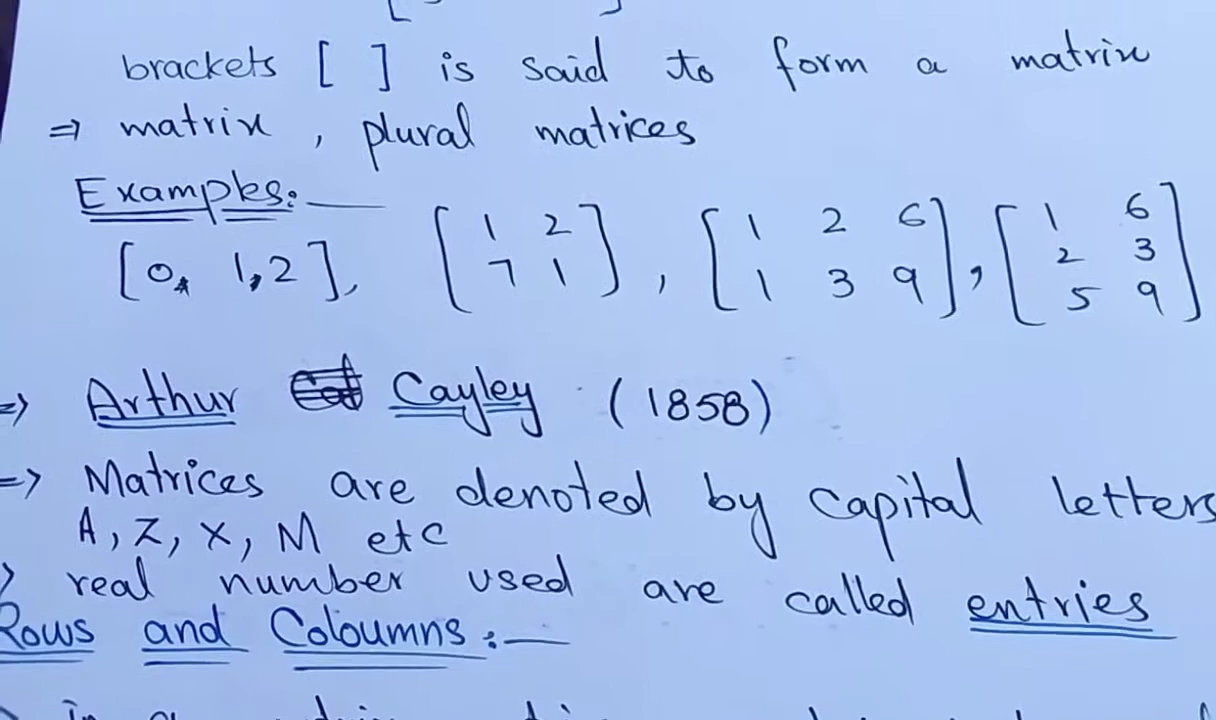 brackets [ ] is said to form a matrix
⇒ matrix , plural matrices
Examples:—
[0, 1,2], [1 2
7 1], [1 2 6
1 3 9], [1 6
2 3
5 9]
⇒ Arthur Cayley (1858)
⇒ Matrices are denoted by capital letters
A, Z, X, M etc
⇒ real number used are called entries
Rows and Coloumns:—